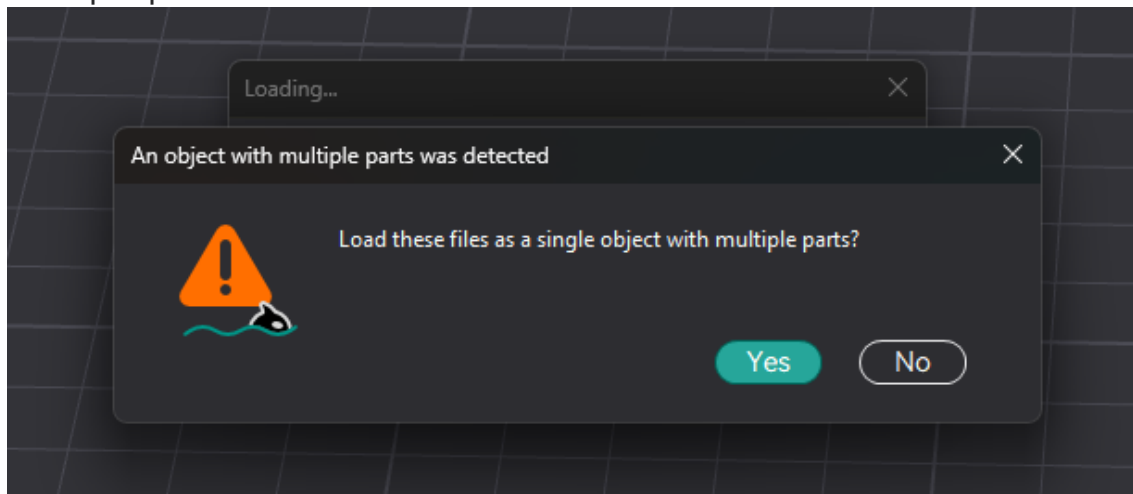 Loading...
An object with multiple parts was detected
Load these files as a single object with multiple parts?
Yes No